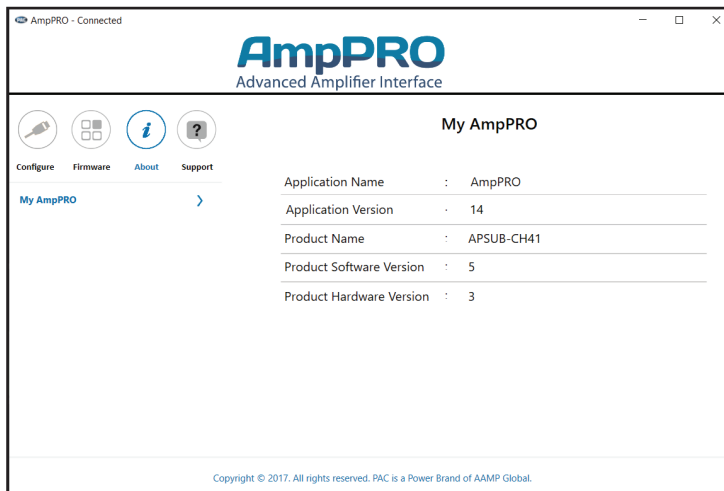 PAC AmpPRO - Connected
AmpPRO
Advanced Amplifier Interface
Configure Firmware About Support
My AmpPRO
My AmpPRO
Application Name : AmpPRO
Application Version · 14
Product Name : APSUB-CH41
Product Software Version : 5
Product Hardware Version : 3
Copyright © 2017. All rights reserved. PAC is a Power Brand of AAMP Global.